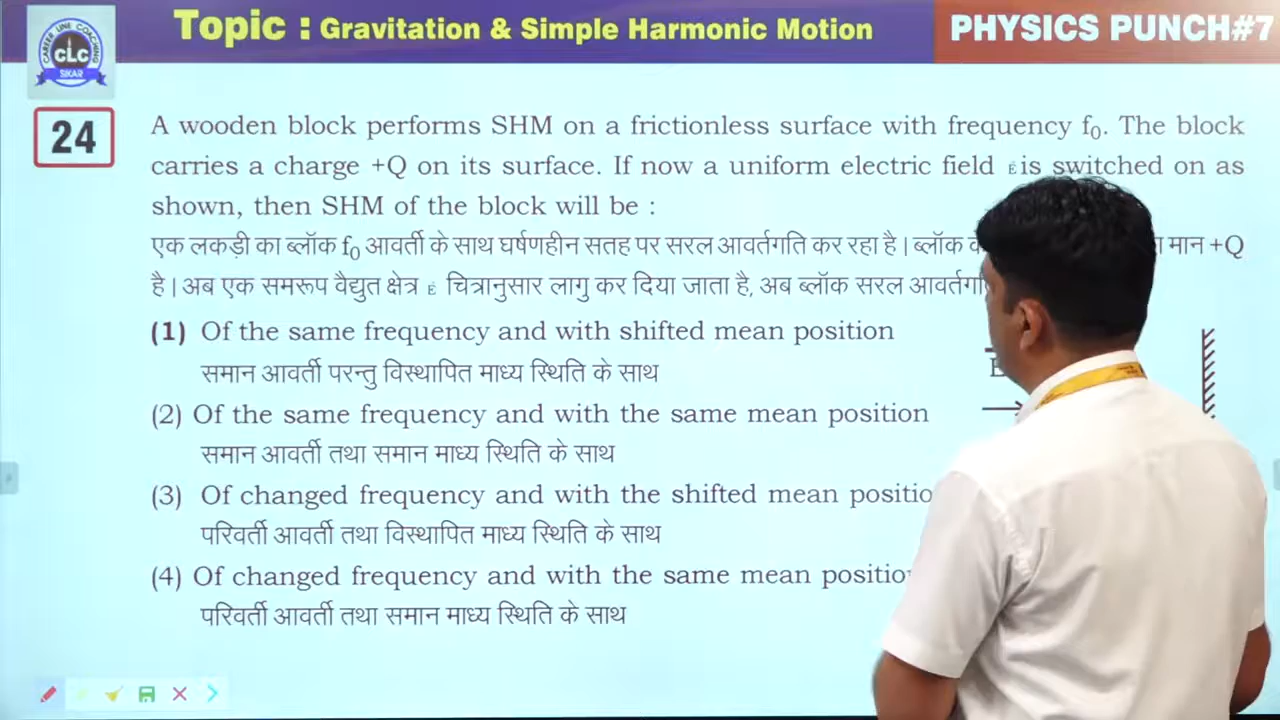 Topic : Gravitation & Simple Harmonic Motion
PHYSICS PUNCH#7
CAREER LINE COACHING
CLC
SIKAR
24
A wooden block performs SHM on a frictionless surface with frequency f₀. The block
carries a charge +Q on its surface. If now a uniform electric field E is switched on as
shown, then SHM of the block will be :
एक लकड़ी का ब्लॉक f₀ आवर्ती के साथ घर्षणहीन सतह पर सरल आवर्तगति कर रहा है। ब्लॉक मान +Q
है। अब एक समरूप वैद्युत क्षेत्र E चित्रानुसार लागु कर दिया जाता है, अब ब्लॉक सरल
(1) Of the same frequency and with shifted mean position
समान आवर्ती परन्तु विस्थापित माध्य स्थिति के साथ
(2) Of the same frequency and with the same mean position
समान आवर्ती तथा समान माध्य स्थिति के साथ
(3) Of changed frequency and with the shifted mean
परिवर्ती आवर्ती तथा विस्थापित माध्य स्थिति के साथ
(4) Of changed frequency and with the same mean
परिवर्ती आवर्ती तथा समान माध्य स्थिति के साथ
E